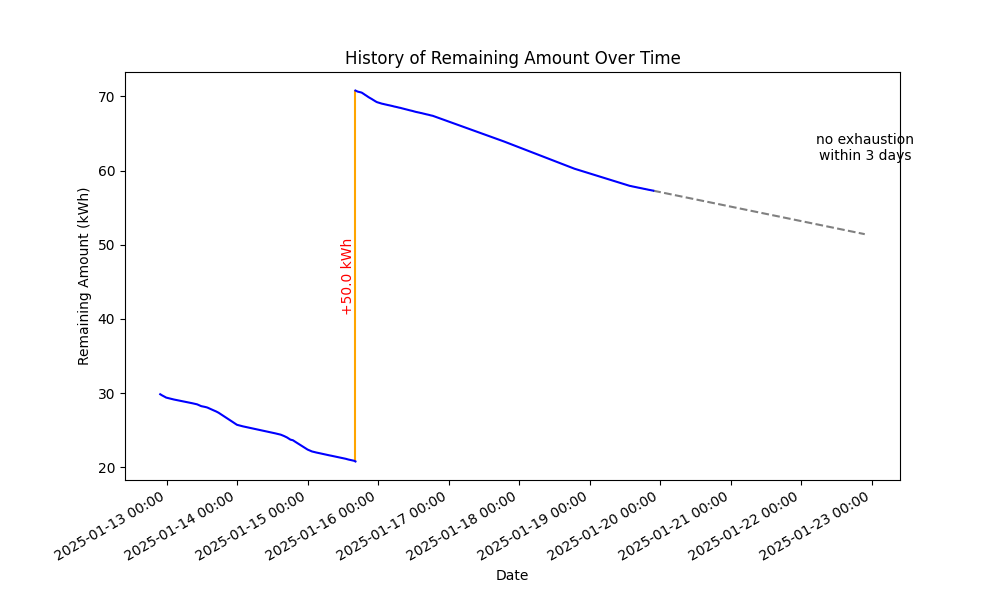 History of Remaining Amount Over Time
70
60
50
40
30
20
Remaining Amount (kWh)
+50.0 kWh
no exhaustion
within 3 days
2025-01-13 00:00
2025-01-14 00:00
2025-01-15 00:00
2025-01-16 00:00
2025-01-17 00:00
2025-01-18 00:00
2025-01-19 00:00
2025-01-20 00:00
2025-01-21 00:00
2025-01-22 00:00
2025-01-23 00:00
Date